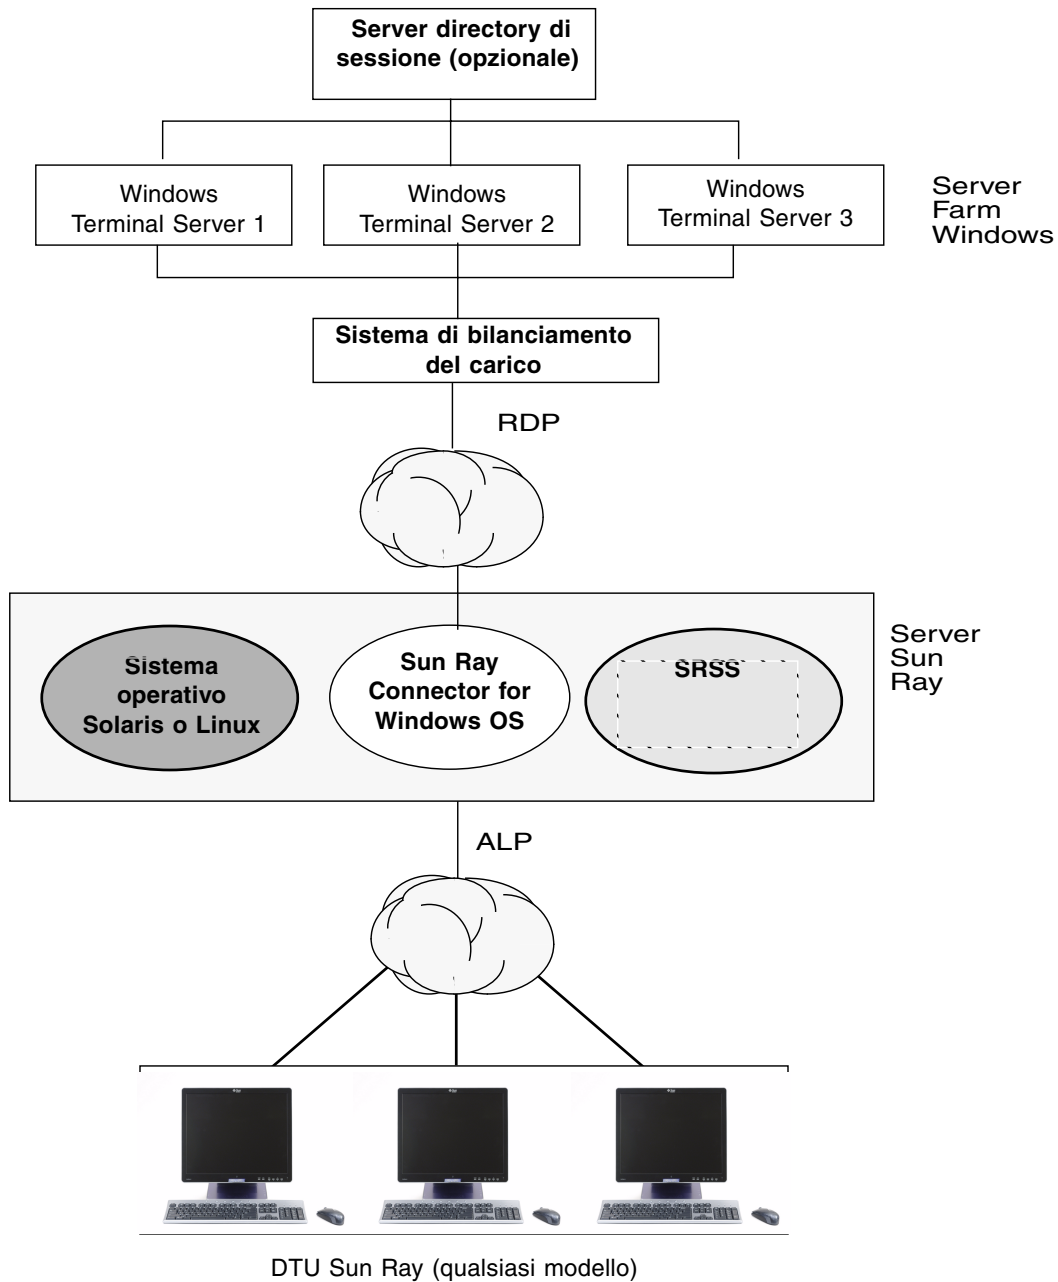 Server directory di
sessione (opzionale)
Windows
Terminal Server 1
Windows
Terminal Server 2
Windows
Terminal Server 3
Server
Farm
Windows
Sistema di bilanciamento
del carico
RDP
Sistema
operativo
Solaris o Linux
Sun Ray
Connector for
Windows OS
SRSS
Server
Sun
Ray
ALP
DTU Sun Ray (qualsiasi modello)